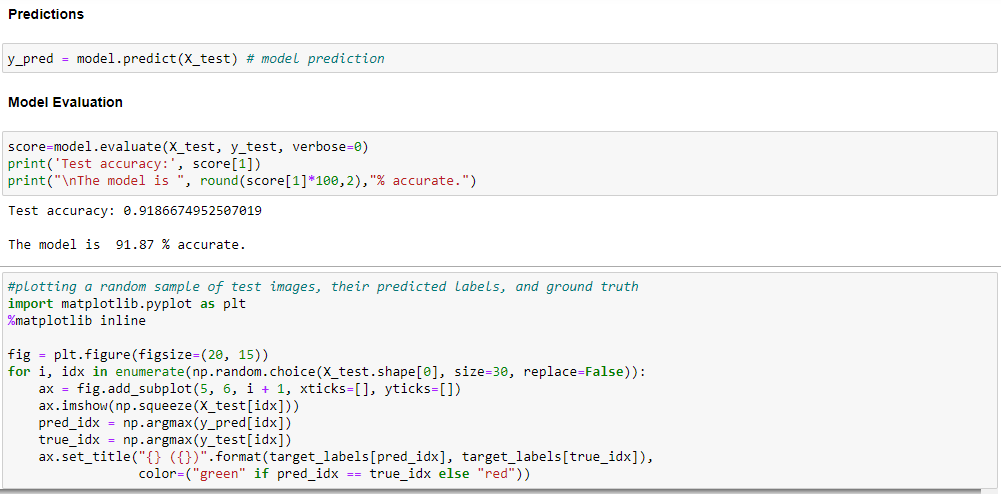 Predictions
y_pred = model.predict(X_test) # model prediction
Model Evaluation
score=model.evaluate(X_test, y_test, verbose=0)
print('Test accuracy:', score[1])
print("\nThe model is ", round(score[1]*100,2),"% accurate.")
Test accuracy: 0.9186674952507019
The model is  91.87 % accurate.
#plotting a random sample of test images, their predicted labels, and ground truth
import matplotlib.pyplot as plt
%matplotlib inline
fig = plt.figure(figsize=(20, 15))
for i, idx in enumerate(np.random.choice(X_test.shape[0], size=30, replace=False)):
    ax = fig.add_subplot(5, 6, i + 1, xticks=[], yticks=[])
    ax.imshow(np.squeeze(X_test[idx]))
    pred_idx = np.argmax(y_pred[idx])
    true_idx = np.argmax(y_test[idx])
    ax.set_title("{} ({})".format(target_labels[pred_idx], target_labels[true_idx]),
                 color=("green" if pred_idx == true_idx else "red"))